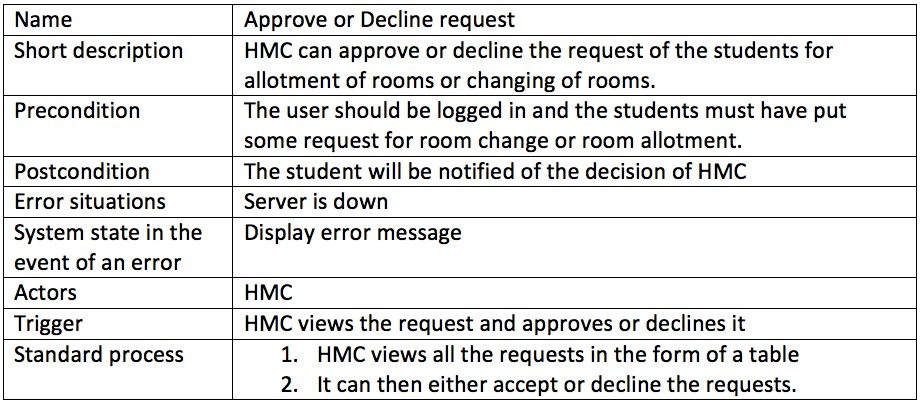 Name Approve or Decline request
Short description HMC can approve or decline the request of the students for
allotment of rooms or changing of rooms.
Precondition The user should be logged in and the students must have put
some request for room change or room allotment.
Postcondition The student will be notified of the decision of HMC
Error situations Server is down
System state in the Display error message
event of an error
Actors HMC
Trigger HMC views the request and approves or declines it
Standard process 1. HMC views all the requests in the form of a table
2. It can then either accept or decline the requests.